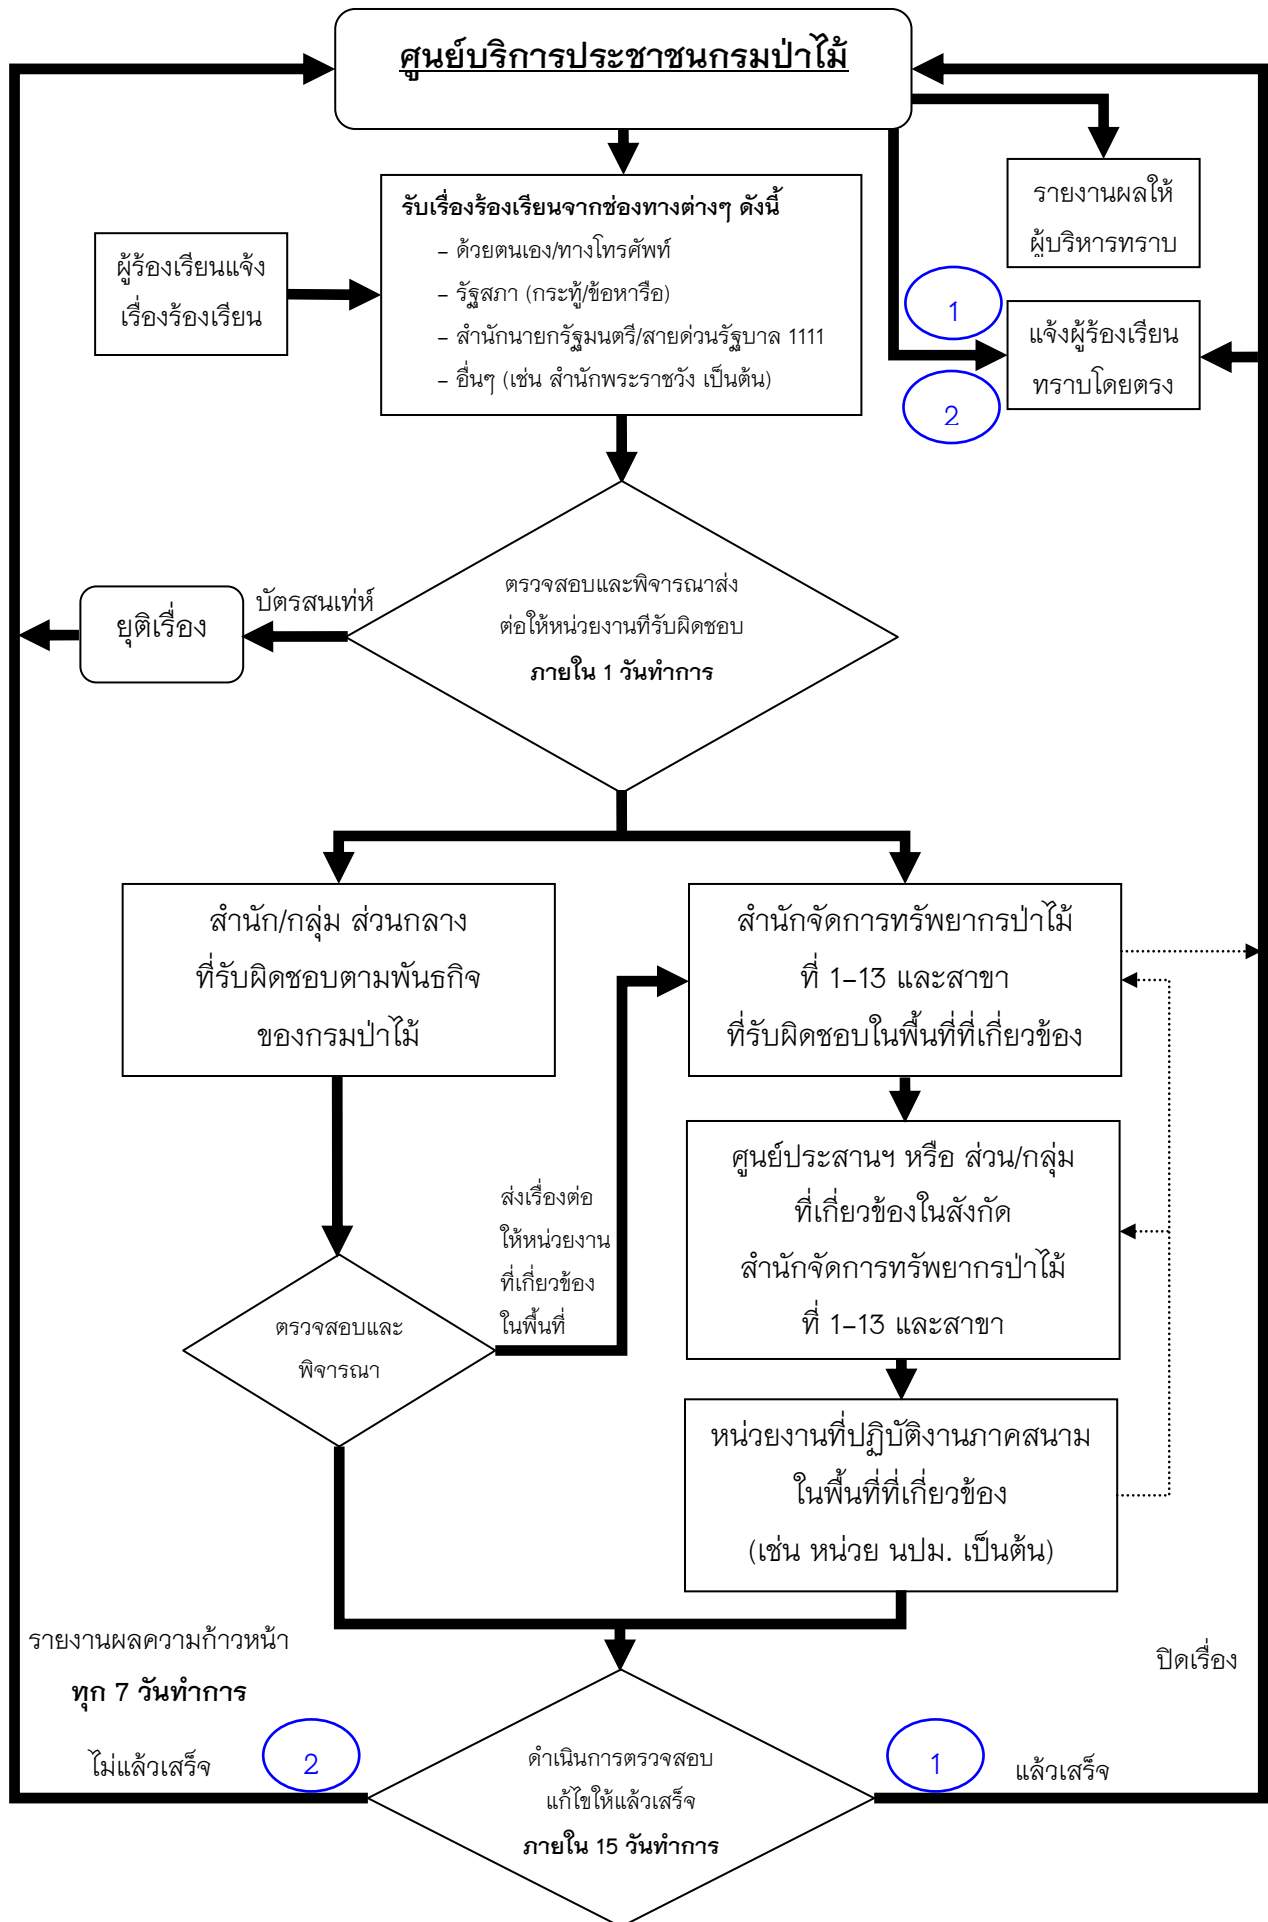 ศูนย์บริการประชาชนกรมป่าไม้
รายงานผลให้
ผู้บริหารทราบ
รับเรื่องร้องเรียนจากช่องทางต่างๆ ดังนี้
– ด้วยตนเอง/ทางโทรศัพท์
– รัฐสภา (กระทู้/ข้อหารือ)
– สำนักนายกรัฐมนตรี/สายด่วนรัฐบาล 1111
– อื่นๆ (เช่น สำนักพระราชวัง เป็นต้น)
ผู้ร้องเรียนแจ้ง
เรื่องร้องเรียน
1
แจ้งผู้ร้องเรียน
ทราบโดยตรง
2
ตรวจสอบและพิจารณาส่ง
ต่อให้หน่วยงานที่รับผิดชอบ
ภายใน 1 วันทำการ
บัตรสนเท่ห์
ยุติเรื่อง
สำนัก/กลุ่ม ส่วนกลาง
ที่รับผิดชอบตามพันธกิจ
ของกรมป่าไม้
สำนักจัดการทรัพยากรป่าไม้
ที่ 1–13 และสาขา
ที่รับผิดชอบในพื้นที่ที่เกี่ยวข้อง
ส่งเรื่องต่อ
ให้หน่วยงาน
ที่เกี่ยวข้อง
ในพื้นที่
ศูนย์ประสานฯ หรือ ส่วน/กลุ่ม
ที่เกี่ยวข้องในสังกัด
สำนักจัดการทรัพยากรป่าไม้
ที่ 1–13 และสาขา
ตรวจสอบและ
พิจารณา
หน่วยงานที่ปฏิบัติงานภาคสนาม
ในพื้นที่ที่เกี่ยวข้อง
(เช่น หน่วย นปม. เป็นต้น)
รายงานผลความก้าวหน้า
ทุก 7 วันทำการ
ไม่แล้วเสร็จ
2
ดำเนินการตรวจสอบ
แก้ไขให้แล้วเสร็จ
ภายใน 15 วันทำการ
1
แล้วเสร็จ
ปิดเรื่อง